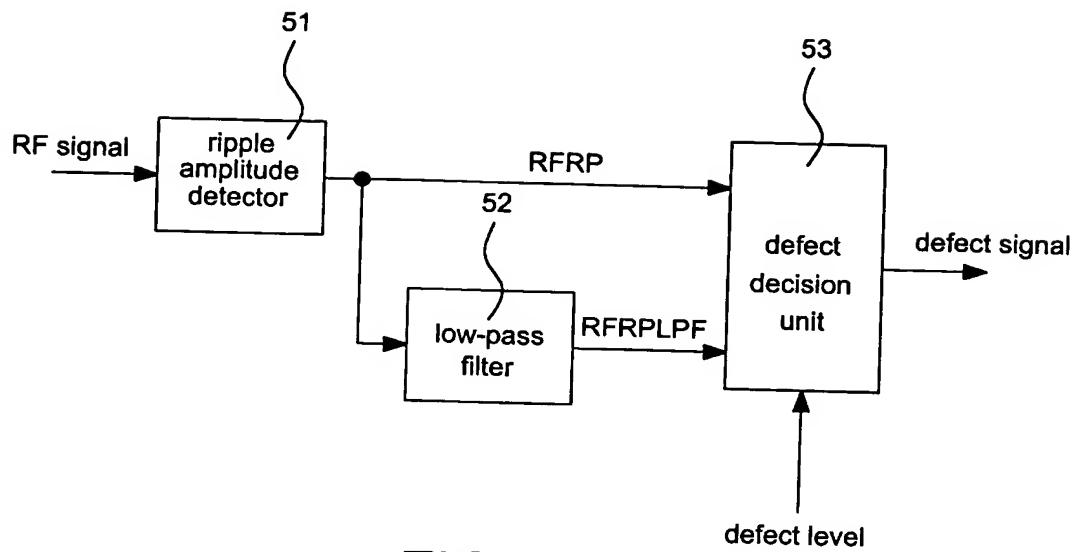 51
53
RF signal
ripple
amplitude
detector
RFRP
52
defect
decision
unit
defect signal
low-pass
filter
RFRPLPF
defect level